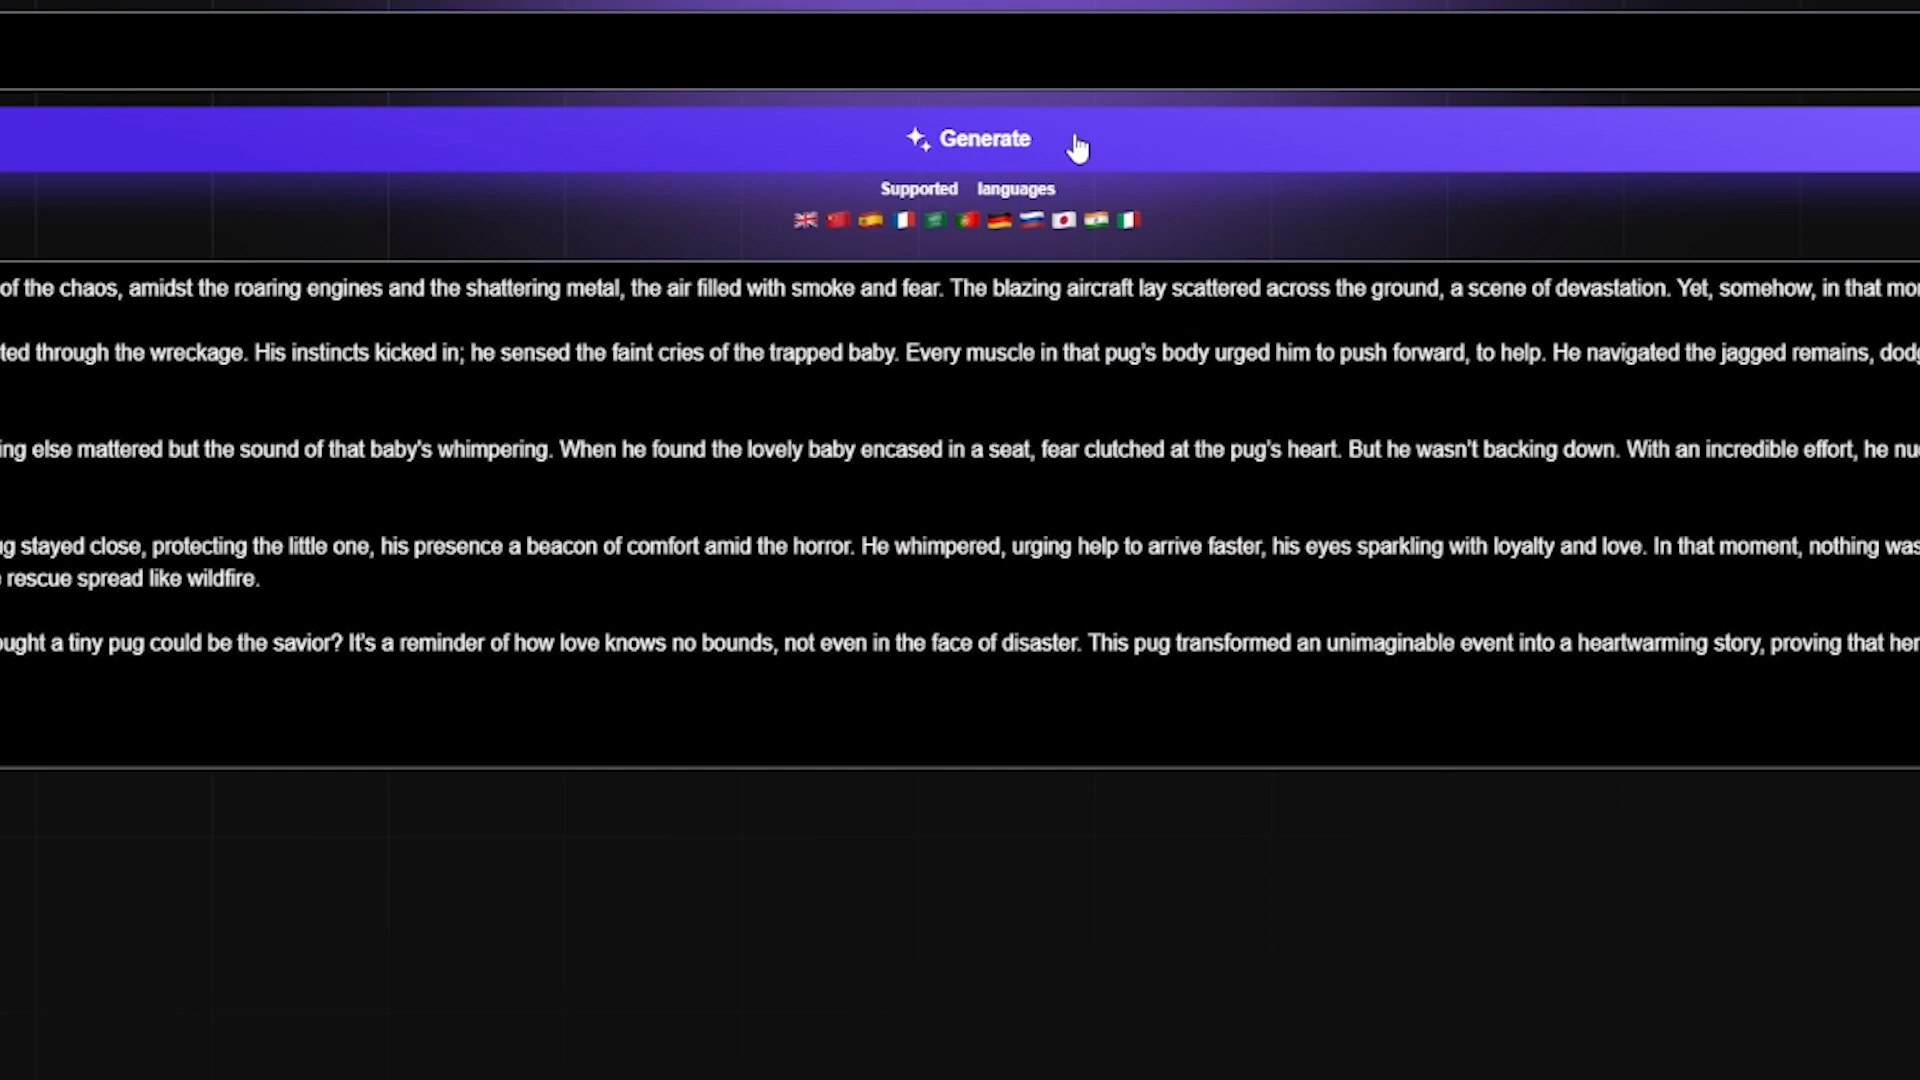 Generate
Supported languages
of the chaos, amidst the roaring engines and the shattering metal, the air filled with smoke and fear. The blazing aircraft lay scattered across the ground, a scene of devastation. Yet, somehow, in that
through the wreckage. His instincts kicked in; he sensed the faint cries of the trapped baby. Every muscle in that pug's body urged him to push forward, to help. He navigated the jagged remains,
else mattered but the sound of that baby's whimpering. When he found the lovely baby encased in a seat, fear clutched at the pug's heart. But he wasn't backing down. With an incredible effort, he
stayed close, protecting the little one, his presence a beacon of comfort amid the horror. He whimpered, urging help to arrive faster, his eyes sparkling with loyalty and love. In that moment, nothing
rescue spread like wildfire.
a tiny pug could be the savior? It's a reminder of how love knows no bounds, not even in the face of disaster. This pug transformed an unimaginable event into a heartwarming story, proving that